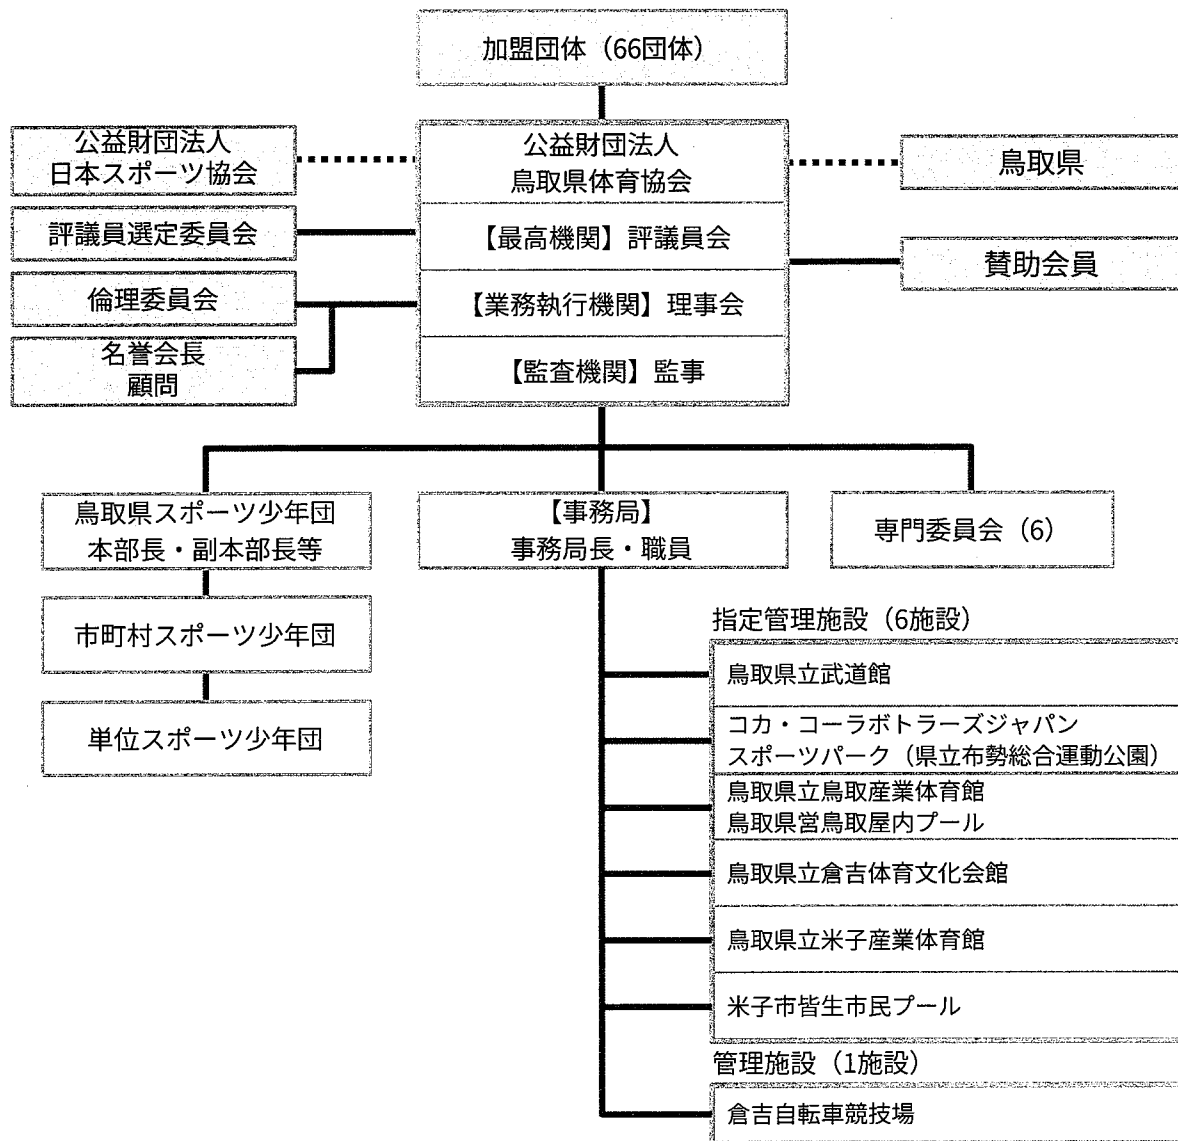 加盟団体（66団体）
公益財団法人
日本スポーツ協会
評議員選定委員会
倫理委員会
名誉会長
顧問
公益財団法人
鳥取県体育協会
【最高機関】評議員会
【業務執行機関】理事会
【監査機関】監事
鳥取県
賛助会員
鳥取県スポーツ少年団
本部長・副本部長等
市町村スポーツ少年団
単位スポーツ少年団
【事務局】
事務局長・職員
専門委員会（6）
指定管理施設（6施設）
鳥取県立武道館
コカ・コーラボトラーズジャパン
スポーツパーク（県立布勢総合運動公園）
鳥取県立鳥取産業体育館
鳥取県営鳥取屋内プール
鳥取県立倉吉体育文化会館
鳥取県立米子産業体育館
米子市皆生市民プール
管理施設（1施設）
倉吉自転車競技場